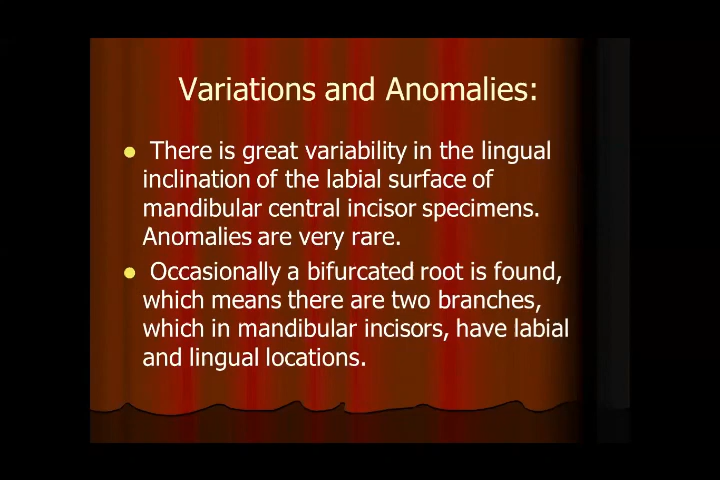 Variations and Anomalies:
There is great variability in the lingual
inclination of the labial surface of
mandibular central incisor specimens.
Anomalies are very rare.
Occasionally a bifurcated root is found,
which means there are two branches,
which in mandibular incisors, have labial
and lingual locations.